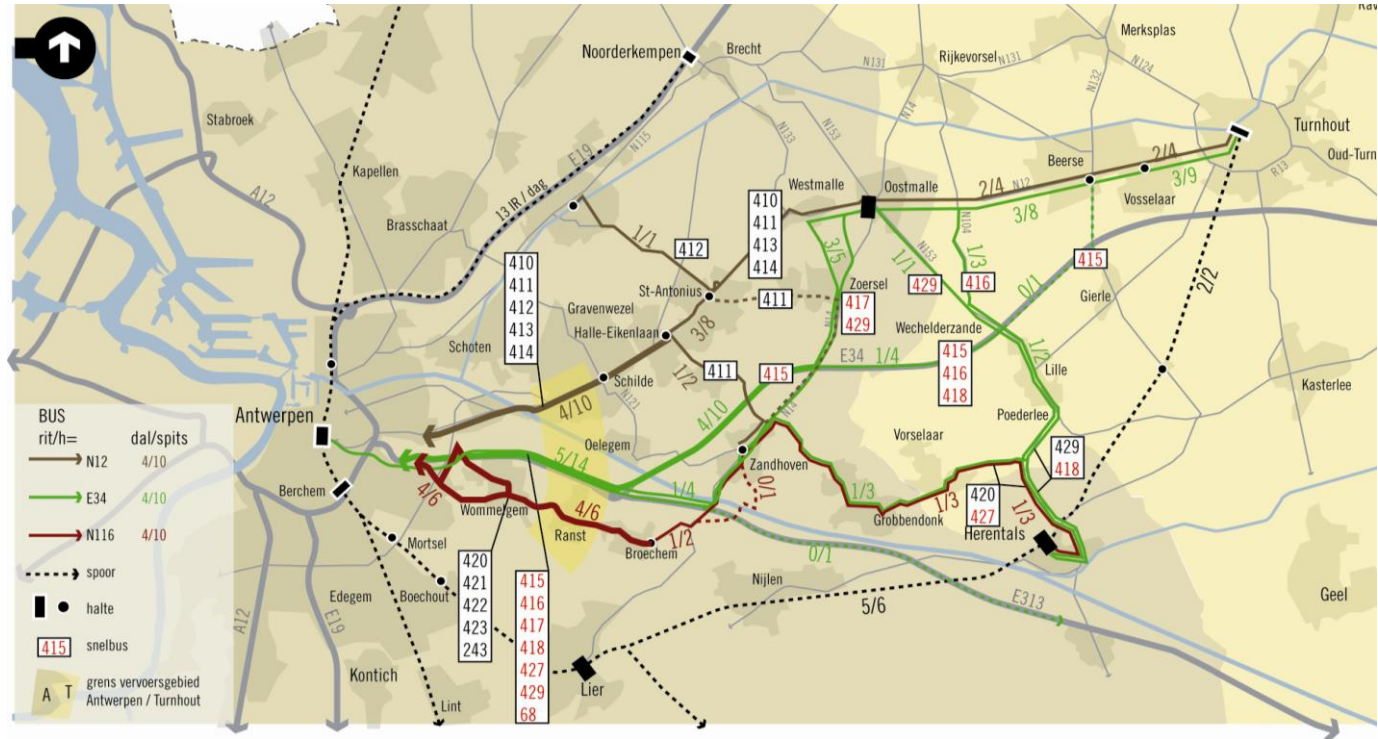 Merksplas
Noorderkempen
Brecht
Rijkevorsel
N131
N131
N132
N124
N14
N133
N153
N115
E19
Stabroek
Kapellen
A12
13 IR / dag
Brasschaat
Turnhout
Oud-Turn
R13
Beerse
2/4
3/9
Vosselaar
Westmalle
Oostmalle
2/4
N12
3/8
410
411
413
414
412
1/1
N104
N153
1/3
1/1
3/5
415
416
429
0/1
Gierle
2/2
410
411
412
413
414
St-Antonius
411
Zoersel
417
429
N14
Gravenwezel
Halle-Eikenlaan
3/8
Wechelderzande
E34
1/4
415
416
418
1/2
Lille
Schoten
411
1/2
415
Schilde
N121
4/10
4/10
N14
Kasterlee
Poederlee
Vorselaar
Antwerpen
BUS
rit/h=
dal/spits
N12
4/10
E34
4/10
N116
4/10
spoor
halte
415
snelbus
A T
grens vervoersgebied
Antwerpen / Turnhout
Oelegem
5/14
Zandhoven
429
418
Berchem
4/6
Wommelgem
4/6
1/4
0/1
1/3
1/3
420
427
1/3
Grobbendonk
Herentals
Ranst
Broechem
1/2
Mortsel
0/1
Edegem
Boechout
420
421
422
423
243
415
416
417
418
427
429
68
Nijlen
5/6
E313
Geel
A12
E19
Kontich
Lier
Lint